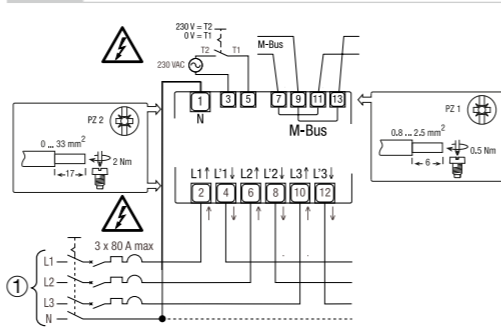 230 V = T2
0 V = T1
T2 T1
230 VAC
M-Bus
1 3 5 7 9 11 13
N
M-Bus
PZ 2
0 ... 33 mm²
2 Nm
17
PZ 1
0.8 ... 2.5 mm²
0.5 Nm
6
L1↑ L'1↓ L2↑ L'2↓ L3↑ L'3↓
2 4 6 8 10 12
3 x 80 A max
1
L1
L2
L3
N